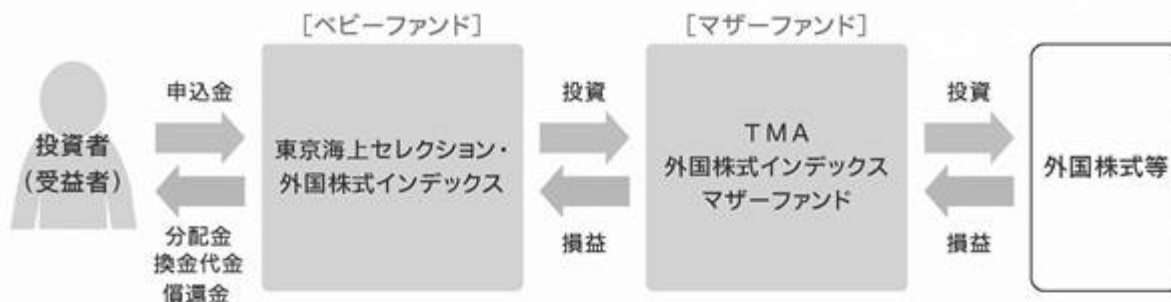 [ベビーファンド]
[マザーファンド]
投資者
(受益者)
申込金
分配金
換金代金
償還金
東京海上セレクション・
外国株式インデックス
投資
損益
TMA
外国株式インデックス
マザーファンド
投資
損益
外国株式等